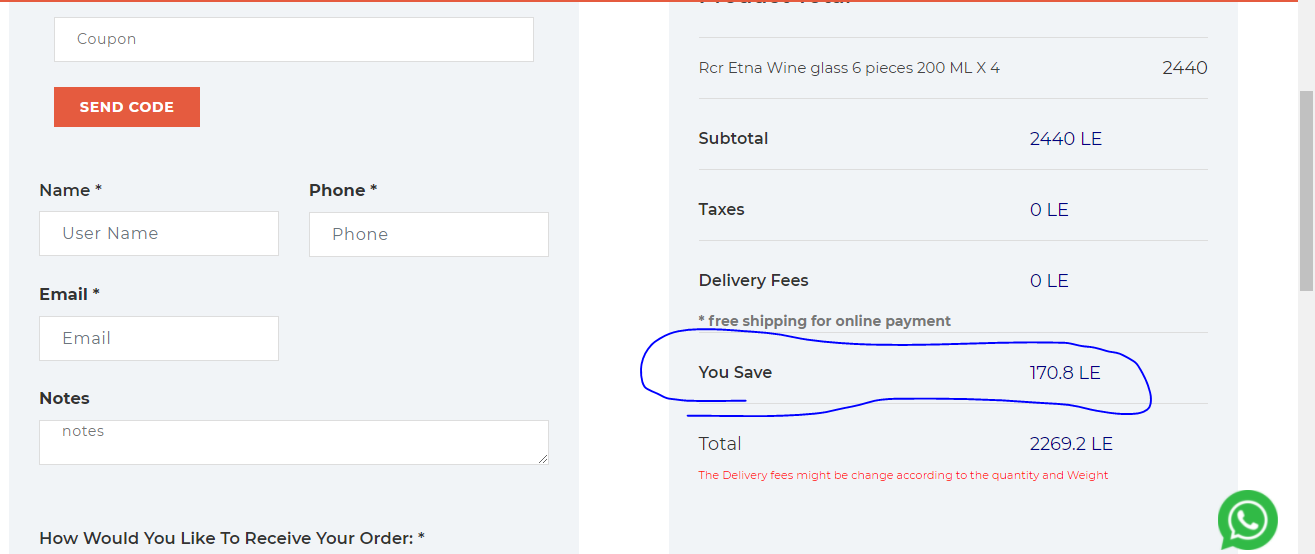 Coupon
SEND CODE
Name *
Phone *
User Name
Phone
Email *
Email
Notes
notes
How Would You Like To Receive Your Order: *
Product Total
Rcr Etna Wine glass 6 pieces 200 ML X 4 2440
Subtotal 2440 LE
Taxes 0 LE
Delivery Fees 0 LE
* free shipping for online payment
You Save 170.8 LE
Total 2269.2 LE
The Delivery fees might be change according to the quantity and Weight